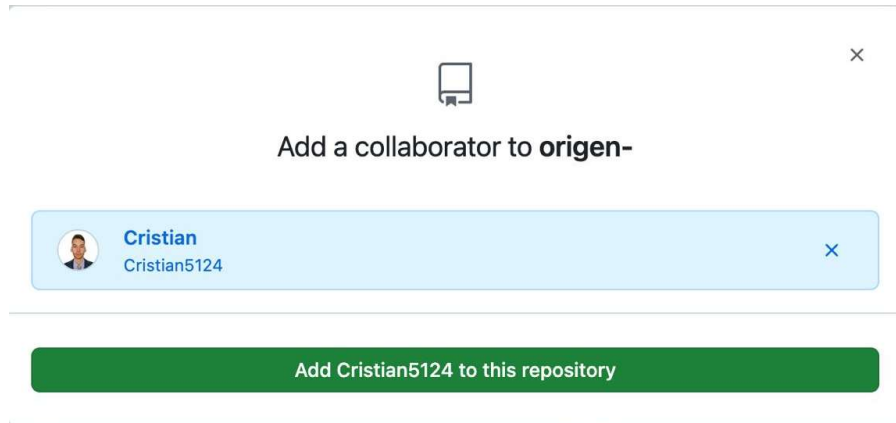 Add a collaborator to origen-
Cristian
Cristian5124
Add Cristian5124 to this repository